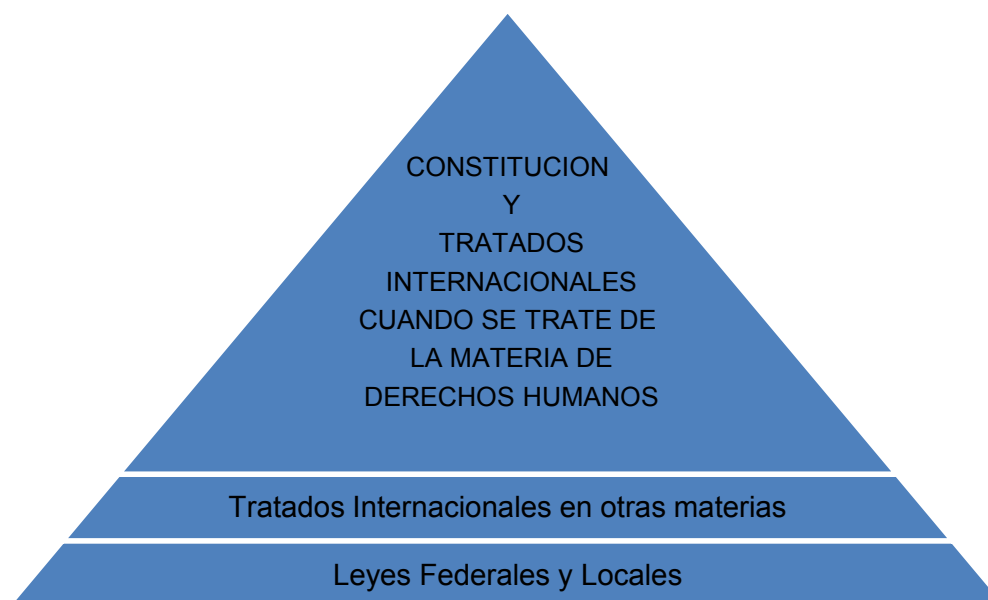 CONSTITUCION
Y
TRATADOS
INTERNACIONALES
CUANDO SE TRATE DE
LA MATERIA DE
DERECHOS HUMANOS
Tratados Internacionales en otras materias
Leyes Federales y Locales